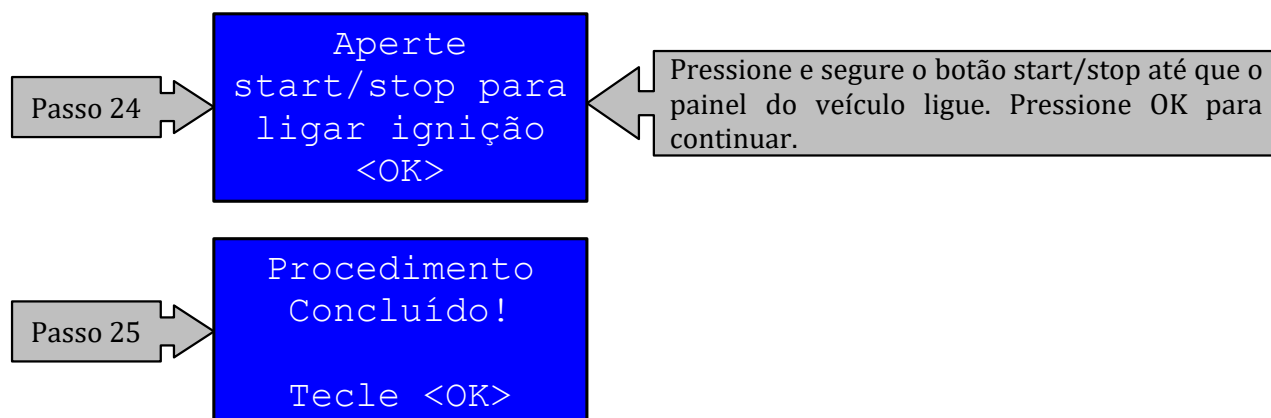 Passo 24
Aperte
start/stop para
ligar ignição
<OK>
Pressione e segure o botão start/stop até que o
painel do veículo ligue. Pressione OK para
continuar.
Passo 25
Procedimento
Concluído!
Tecle <OK>